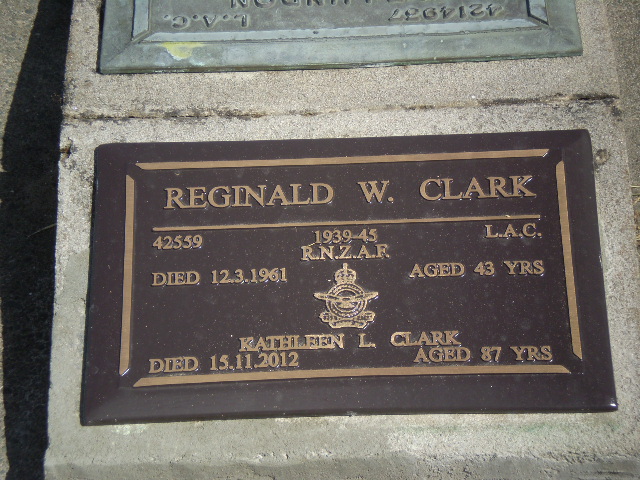 4214937
L.A.C.
REGINALD W. CLARK
42559 1939-45 L.A.C.
R.N.Z.A.F.
DIED 12.3.1961 AGED 43 YRS
KATHLEEN L. CLARK
DIED 15.11.2012 AGED 87 YRS